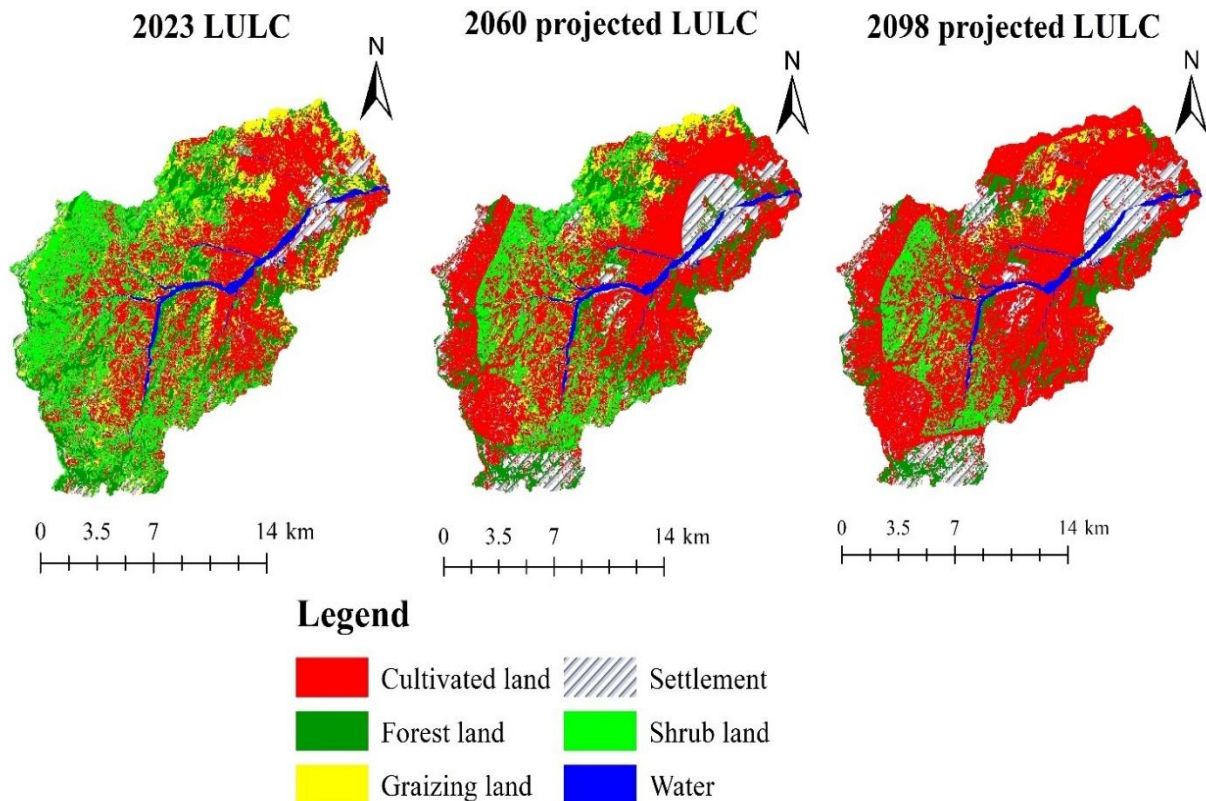 2023 LULC
2060 projected LULC
2098 projected LULC
N
N
N
0 3.5 7 14 km
0 3.5 7 14 km
0 3.5 7 14 km
Legend
Cultivated land
Settlement
Forest land
Shrub land
Graizing land
Water